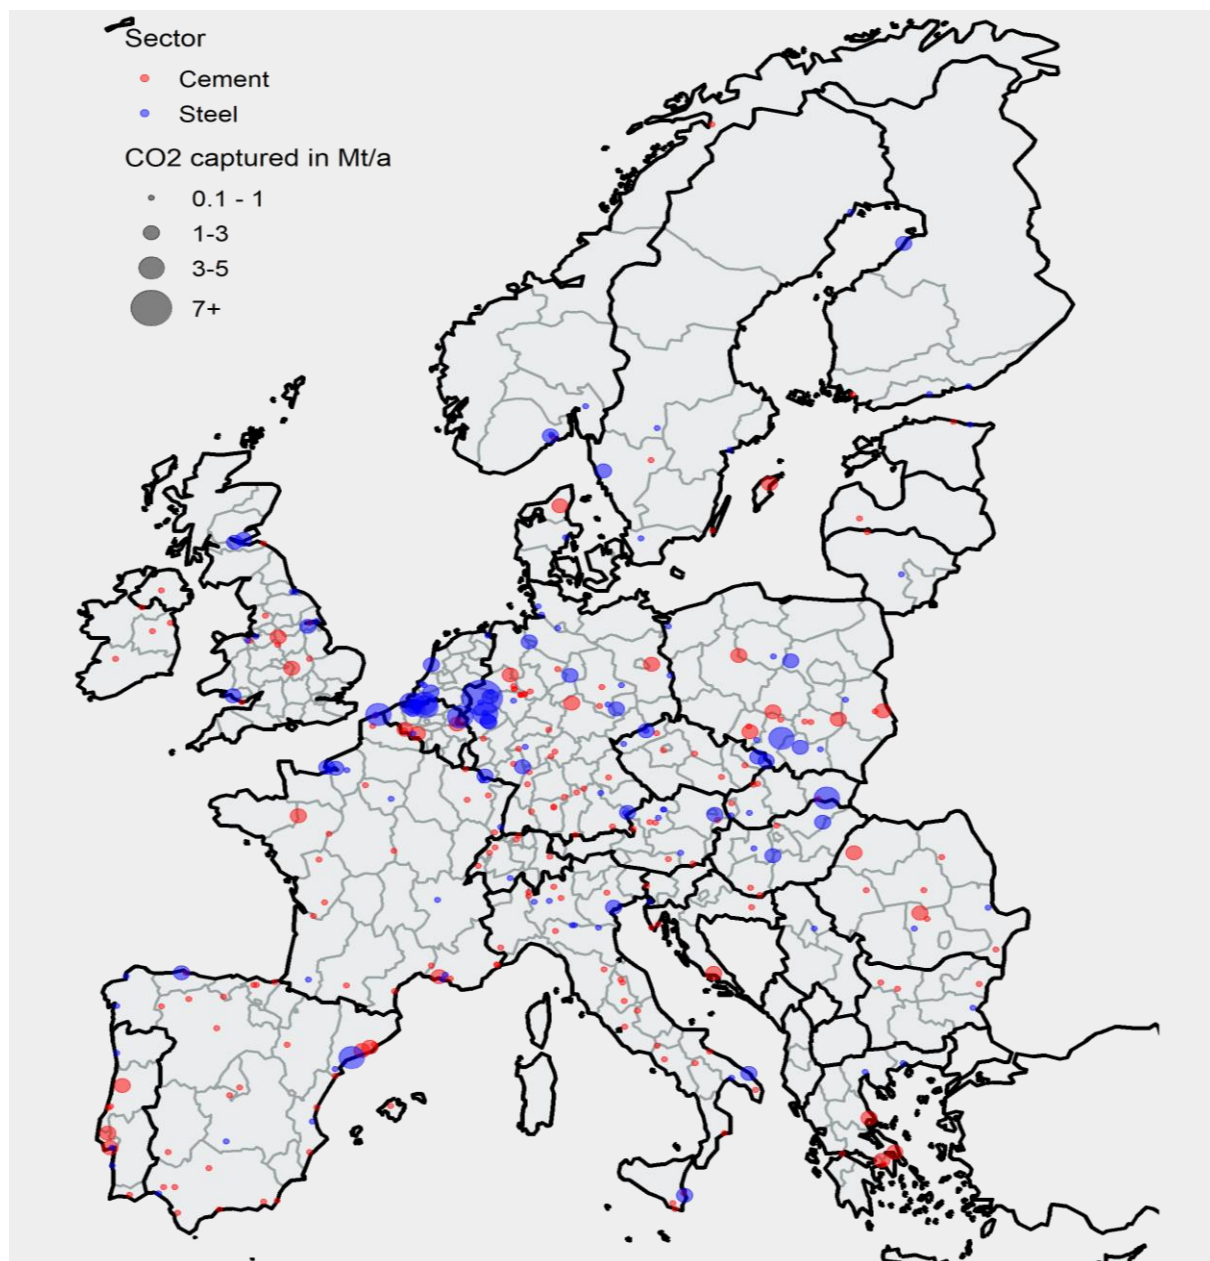 Sector
Cement
Steel
CO2 captured in Mt/a
0.1 - 1
1-3
3-5
7+